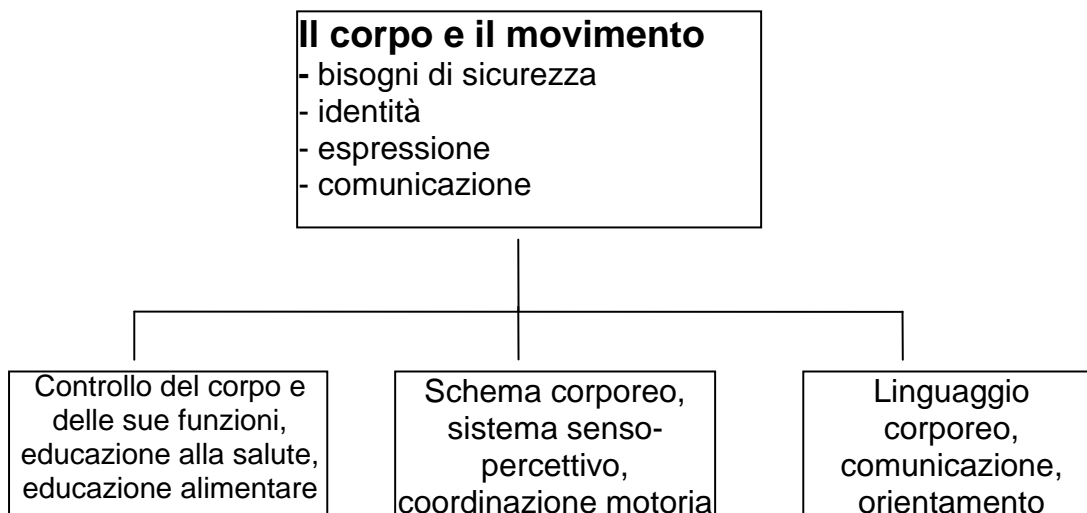 Il corpo e il movimento
- bisogni di sicurezza
- identità
- espressione
- comunicazione
Controllo del corpo e
delle sue funzioni,
educazione alla salute,
educazione alimentare
Schema corporeo,
sistema senso-
percettivo,
coordinazione motoria
Linguaggio
corporeo,
comunicazione,
orientamento